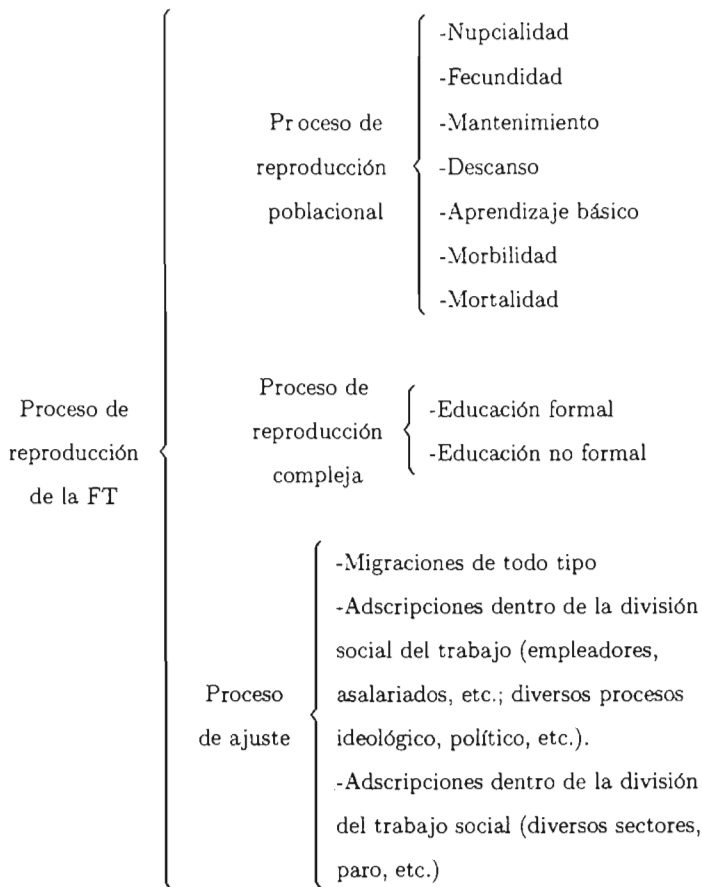 Proceso de
reproducción
de la FT
Proceso de
reproducción
poblacional
-Nupcialidad
-Fecundidad
-Mantenimiento
-Descanso
-Aprendizaje básico
-Morbilidad
-Mortalidad
Proceso de
reproducción
compleja
-Educación formal
-Educación no formal
Proceso
de ajuste
-Migraciones de todo tipo
-Adscripciones dentro de la división
social del trabajo (empleadores,
asalariados, etc.; diversos procesos
ideológico, político, etc.).
-Adscripciones dentro de la división
del trabajo social (diversos sectores,
paro, etc.)